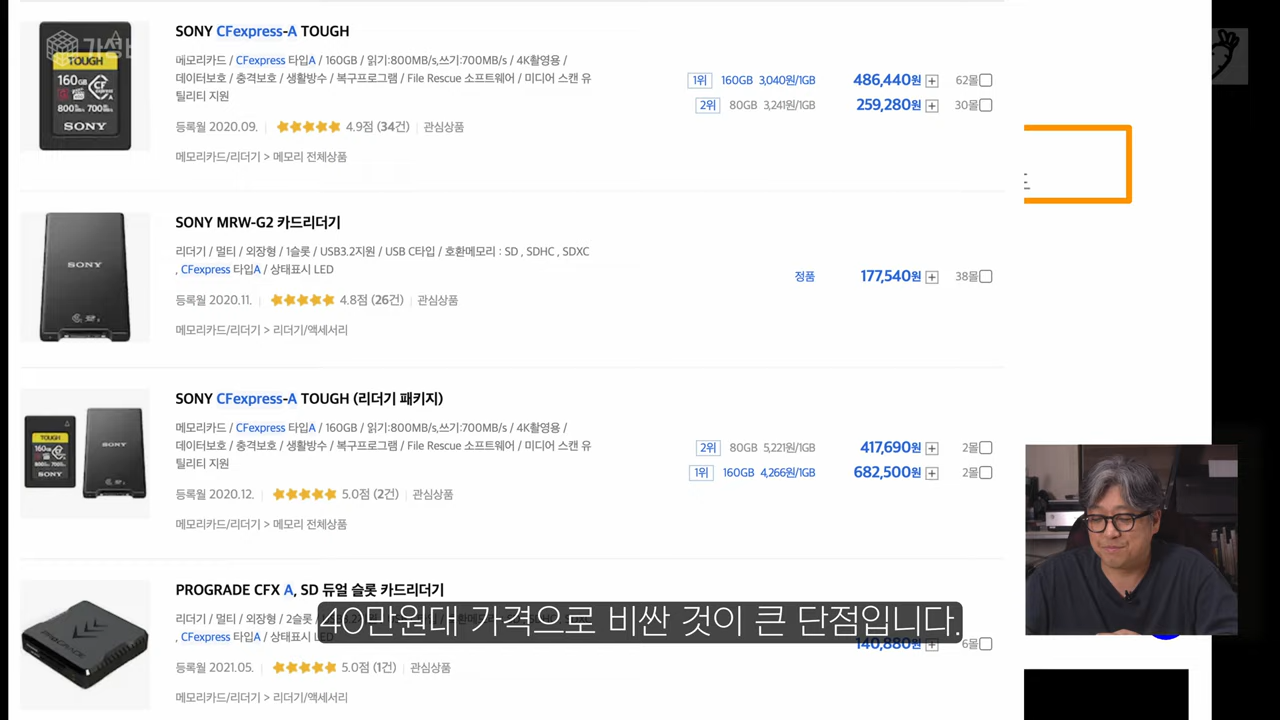 SONY CFexpress-A TOUGH
메모리카드 / CFexpress 타입A / 160GB / 읽기:800MB/s,쓰기:700MB/s / 4K촬영용 /
데이터보호 / 충격보호 / 생활방수 / 복구프로그램 / File Rescue 소프트웨어 / 미디어 스캔 유
틸리티 지원
1위 160GB 3,040원/1GB 486,440원 62몰
2위 80GB 3,241원/1GB 259,280원 30몰
등록월 2020.09. 4.9점 (34건) 관심상품
메모리카드/리더기 > 메모리 전체상품
TOUGH
160GB
800MB/s 700MB/s
SONY
SONY MRW-G2 카드리더기
리더기 / 멀티 / 외장형 / 1슬롯 / USB3.2지원 / USB C타입 / 호환메모리 : SD , SDHC , SDXC
, CFexpress 타입A / 상태표시 LED
정품 177,540원 38몰
등록월 2020.11. 4.8점 (26건) 관심상품
메모리카드/리더기 > 리더기/액세서리
SONY
SONY CFexpress-A TOUGH (리더기 패키지)
메모리카드 / CFexpress 타입A / 160GB / 읽기:800MB/s,쓰기:700MB/s / 4K촬영용 /
데이터보호 / 충격보호 / 생활방수 / 복구프로그램 / File Rescue 소프트웨어 / 미디어 스캔 유
틸리티 지원
2위 80GB 5,221원/1GB 417,690원 2몰
1위 160GB 4,266원/1GB 682,500원 2몰
등록월 2020.12. 5.0점 (2건) 관심상품
메모리카드/리더기 > 메모리 전체상품
TOUGH
SONY
SONY
PROGRADE CFX A, SD 듀얼 슬롯 카드리더기
리더기 / 멀티 / 외장형 / 2슬롯
, CFexpress 타입A / 상태표시 LED
140,880원 6몰
등록월 2021.05. 5.0점 (1건) 관심상품
메모리카드/리더기 > 리더기/액세서리
40만원대 가격으로 비싼 것이 큰 단점입니다.